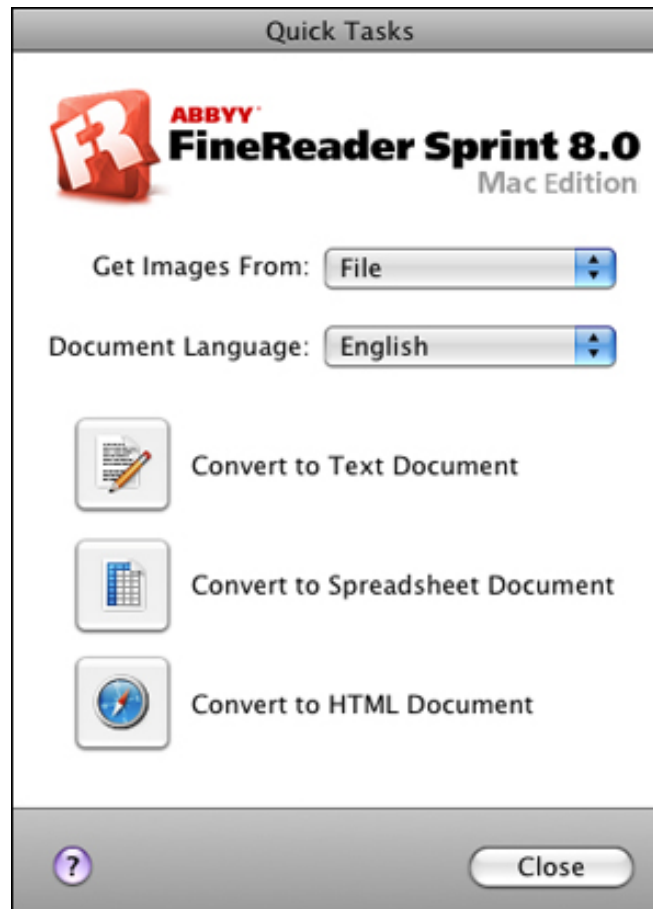 Quick Tasks
ABBYY
FineReader Sprint 8.0
Mac Edition
Get Images From: File
Document Language: English
Convert to Text Document
Convert to Spreadsheet Document
Convert to HTML Document
? Close